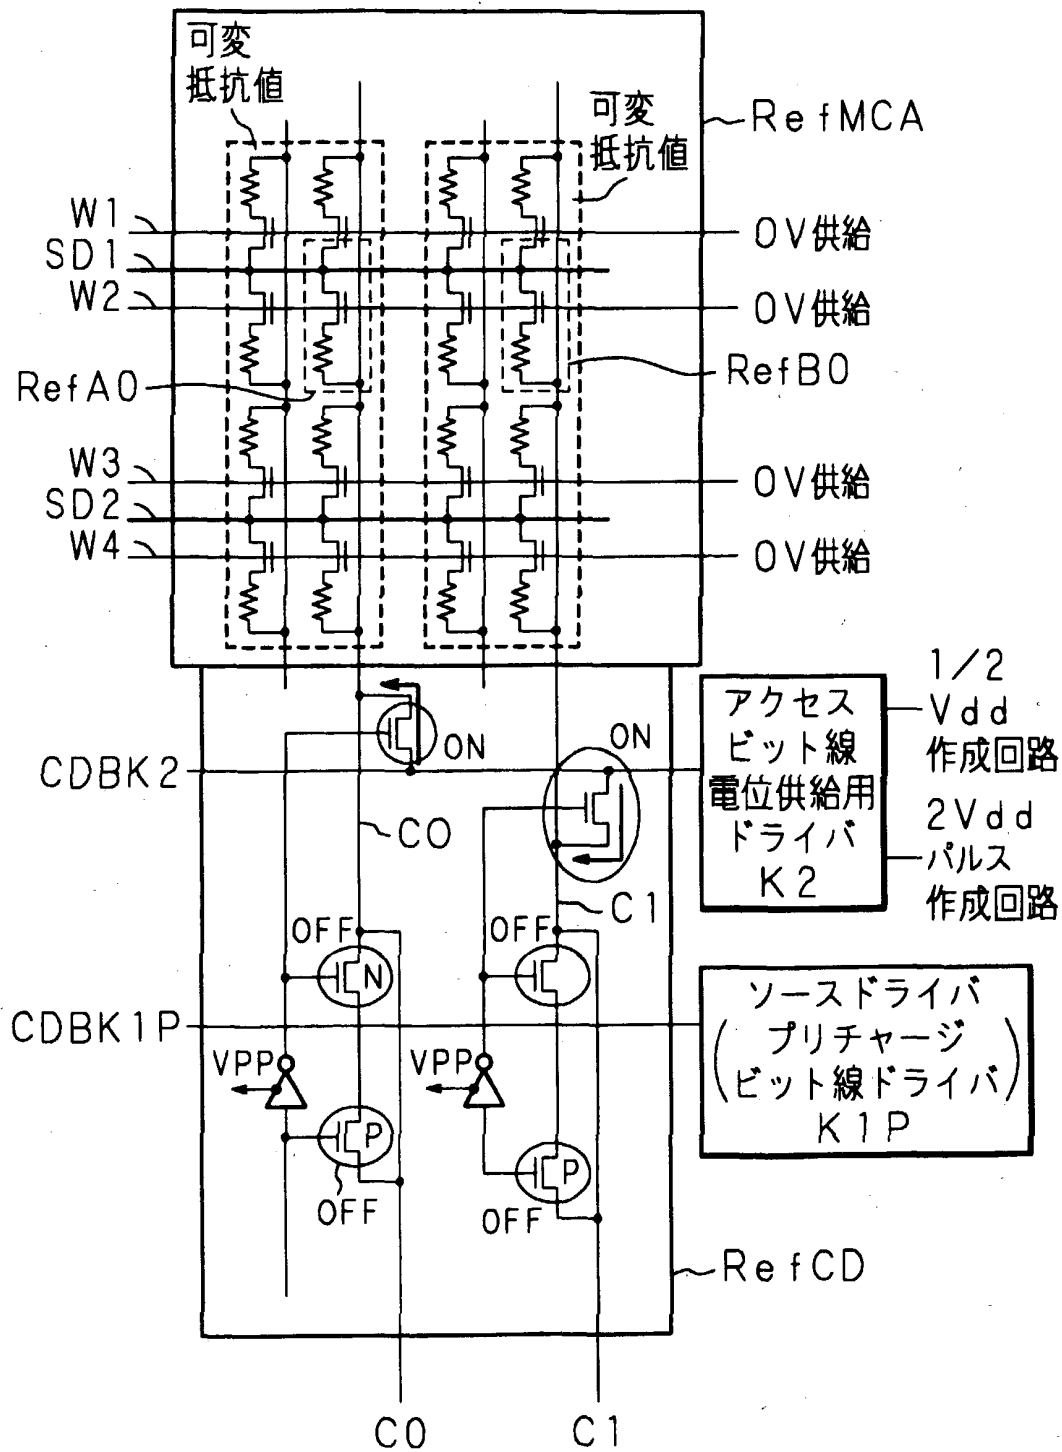 可変
抵抗値
可変
抵抗値
RefMCA
W1
0V供給
SD1
W2
0V供給
RefA0
RefB0
W3
0V供給
SD2
W4
0V供給
1/2
Vdd
作成回路
アクセス
ビット線
電位供給用
ドライバ
K2
ON
ON
CDBK2
2Vdd
パルス
作成回路
C0
C1
OFF
OFF
N
ソースドライバ
プリチャージ
ビット線ドライバ
K1P
CDBK1P
VPP
VPP
P
P
OFF
OFF
RefCD
C0
C1